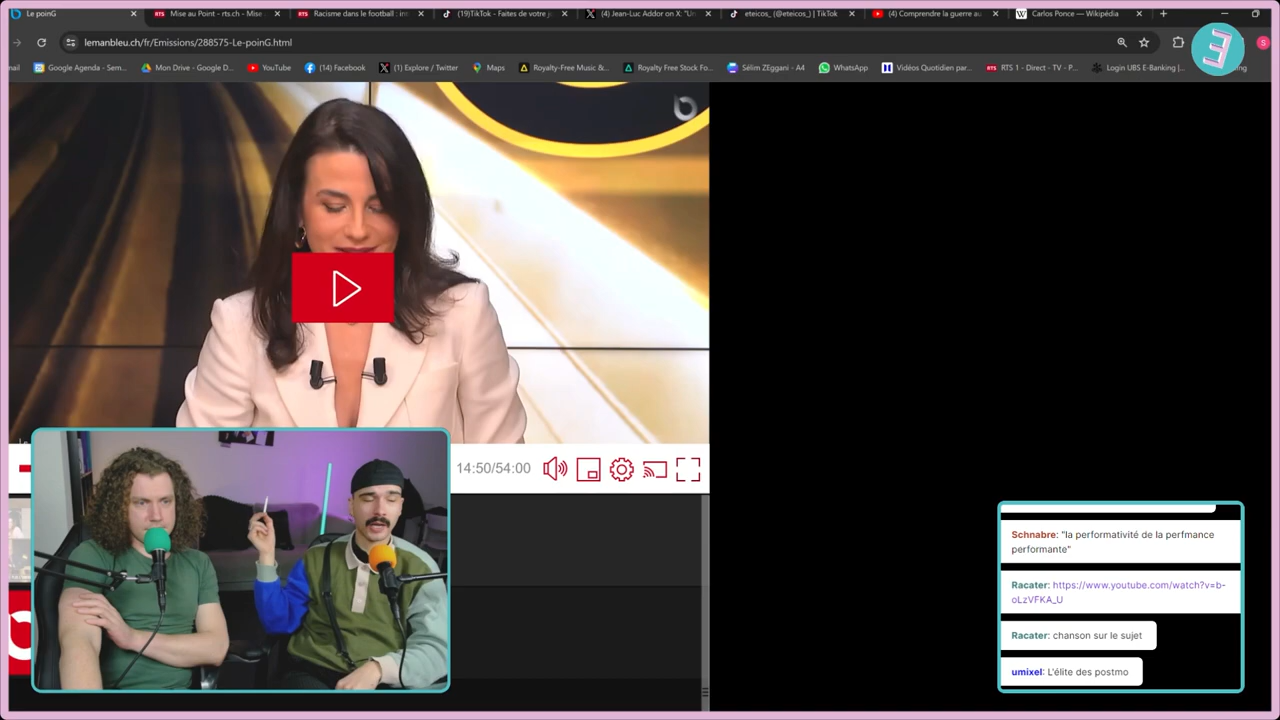 Le poinG
Mise au Point - rts.ch - Mise
Racisme dans le football : int
(19)TikTok - Faites de votre j
(4) Jean-Luc Addor on X: "Un
eteicos_ (@eteicos_) | TikTok
(4) Comprendre la guerre au
Carlos Ponce — Wikipédia
lemanbleu.ch/fr/Emissions/288575-Le-poinG.html
S
mail
Google Agenda - Sem...
Mon Drive - Google D...
YouTube
(14) Facebook
(1) Explore / Twitter
Maps
Royalty-Free Music &...
Royalty Free Stock Fo...
Sélim ZEggani - A4
WhatsApp
Vidéos Quotidien par...
RTS 1 - Direct - TV - P...
Login UBS E-Banking |...
14:50/54:00
Schnabre: "la performativité de la perfmance
performante"
Racater: https://www.youtube.com/watch?v=b-
oLzVFKA_U
Racater: chanson sur le sujet
umixel: L'élite des postmo